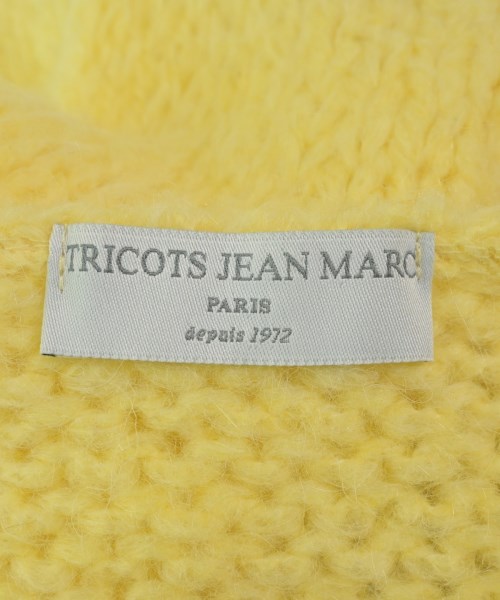 TRICOTS JEAN MARC
PARIS
depuis 1972